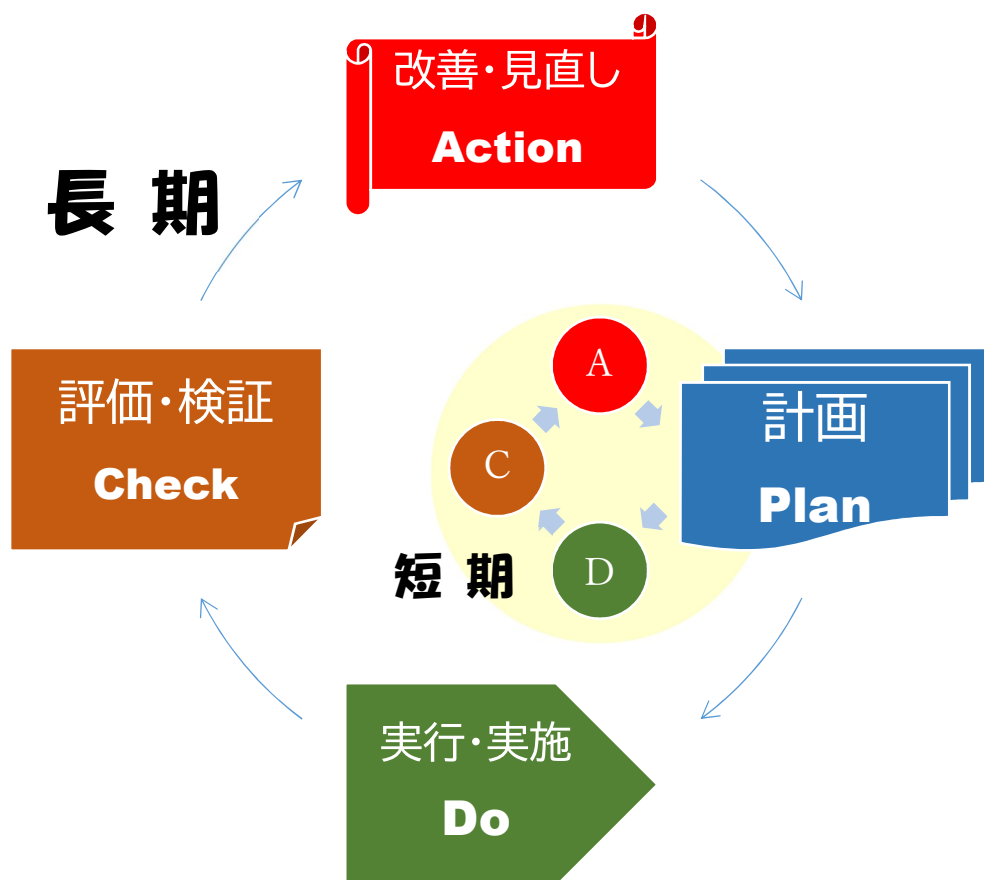 改善・見直し
Action
長 期
評価・検証
Check
A
C
D
短 期
計画
Plan
実行・実施
Do